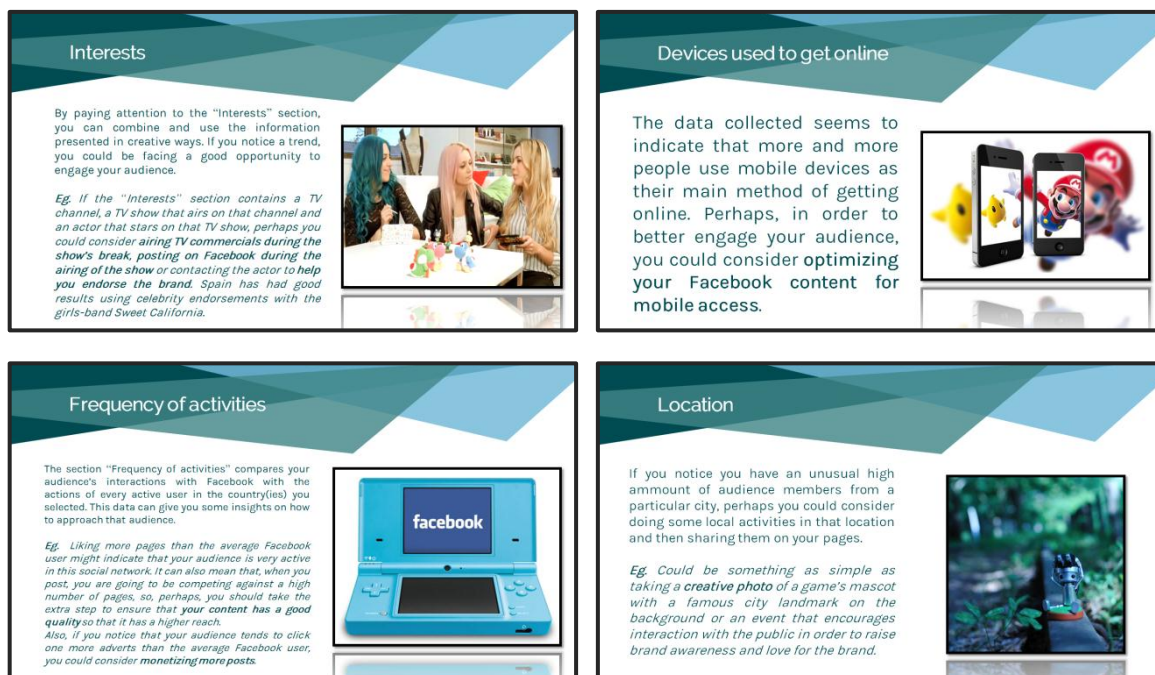 Interests
By paying attention to the “Interests” section,
you can combine and use the information
presented in creative ways. If you notice a trend,
you could be facing a good opportunity to
engage your audience.
Eg. If the “Interests” section contains a TV
channel, a TV show that airs on that channel and
an actor that stars on that TV show, perhaps you
could consider airing TV commercials during the
show's break, posting on Facebook during the
airing of the show or contacting the actor to help
you endorse the brand. Spain has had good
results using celebrity endorsements with the
girls-band Sweet California.
Devices used to get online
The data collected seems to
indicate that more and more
people use mobile devices as
their main method of getting
online. Perhaps, in order to
better engage your audience,
you could consider optimizing
your Facebook content for
mobile access.
Frequency of activities
The section “Frequency of activities” compares your
audience's interactions with Facebook with the
actions of every active user in the country(ies) you
selected. This data can give you some insights on how
to approach that audience.
Eg. Liking more pages than the average Facebook
user might indicate that your audience is very active
in this social network. It can also mean that, when you
post, you are going to be competing against a high
number of pages, so, perhaps, you should take the
extra step to ensure that your content has a good
quality so that it has a higher reach.
Also, if you notice that your audience tends to click
one more adverts than the average Facebook user,
you could consider monetizing more posts.
facebook
Location
If you notice you have an unusual high
ammount of audience members from a
particular city, perhaps you could consider
doing some local activities in that location
and then sharing them on your pages.
Eg. Could be something as simple as
taking a creative photo of a game's mascot
with a famous city landmark on the
background or an event that encourages
interaction with the public in order to raise
brand awareness and love for the brand.